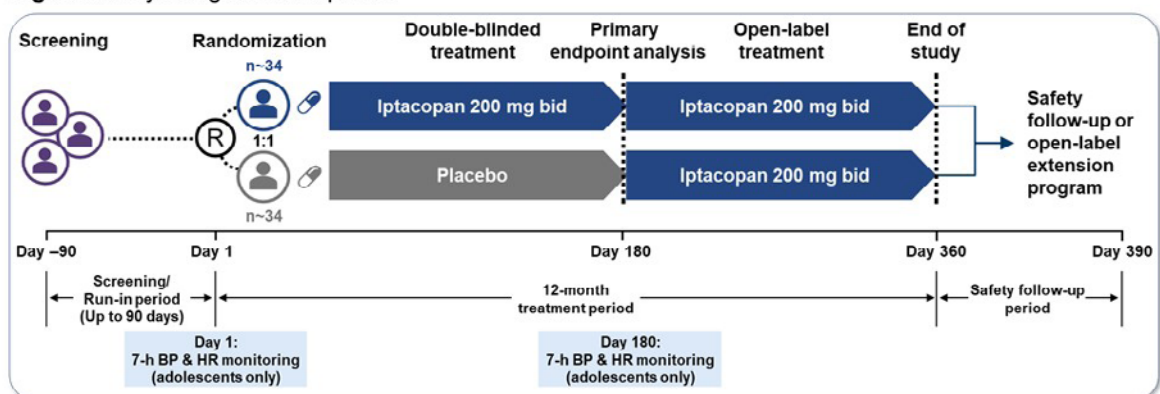 Screening
Randomization
Double-blinded
treatment
Primary
endpoint analysis
Open-label
treatment
End of
study
n~34
Iptacopan 200 mg bid
Iptacopan 200 mg bid
R
1:1
Placebo
Iptacopan 200 mg bid
n~34
Safety
follow-up or
open-label
extension
program
Day –90
Day 1
Day 180
Day 360
Day 390
Screening/
Run-in period
(Up to 90 days)
12-month
treatment period
Safety follow-up
period
Day 1:
7-h BP & HR monitoring
(adolescents only)
Day 180:
7-h BP & HR monitoring
(adolescents only)